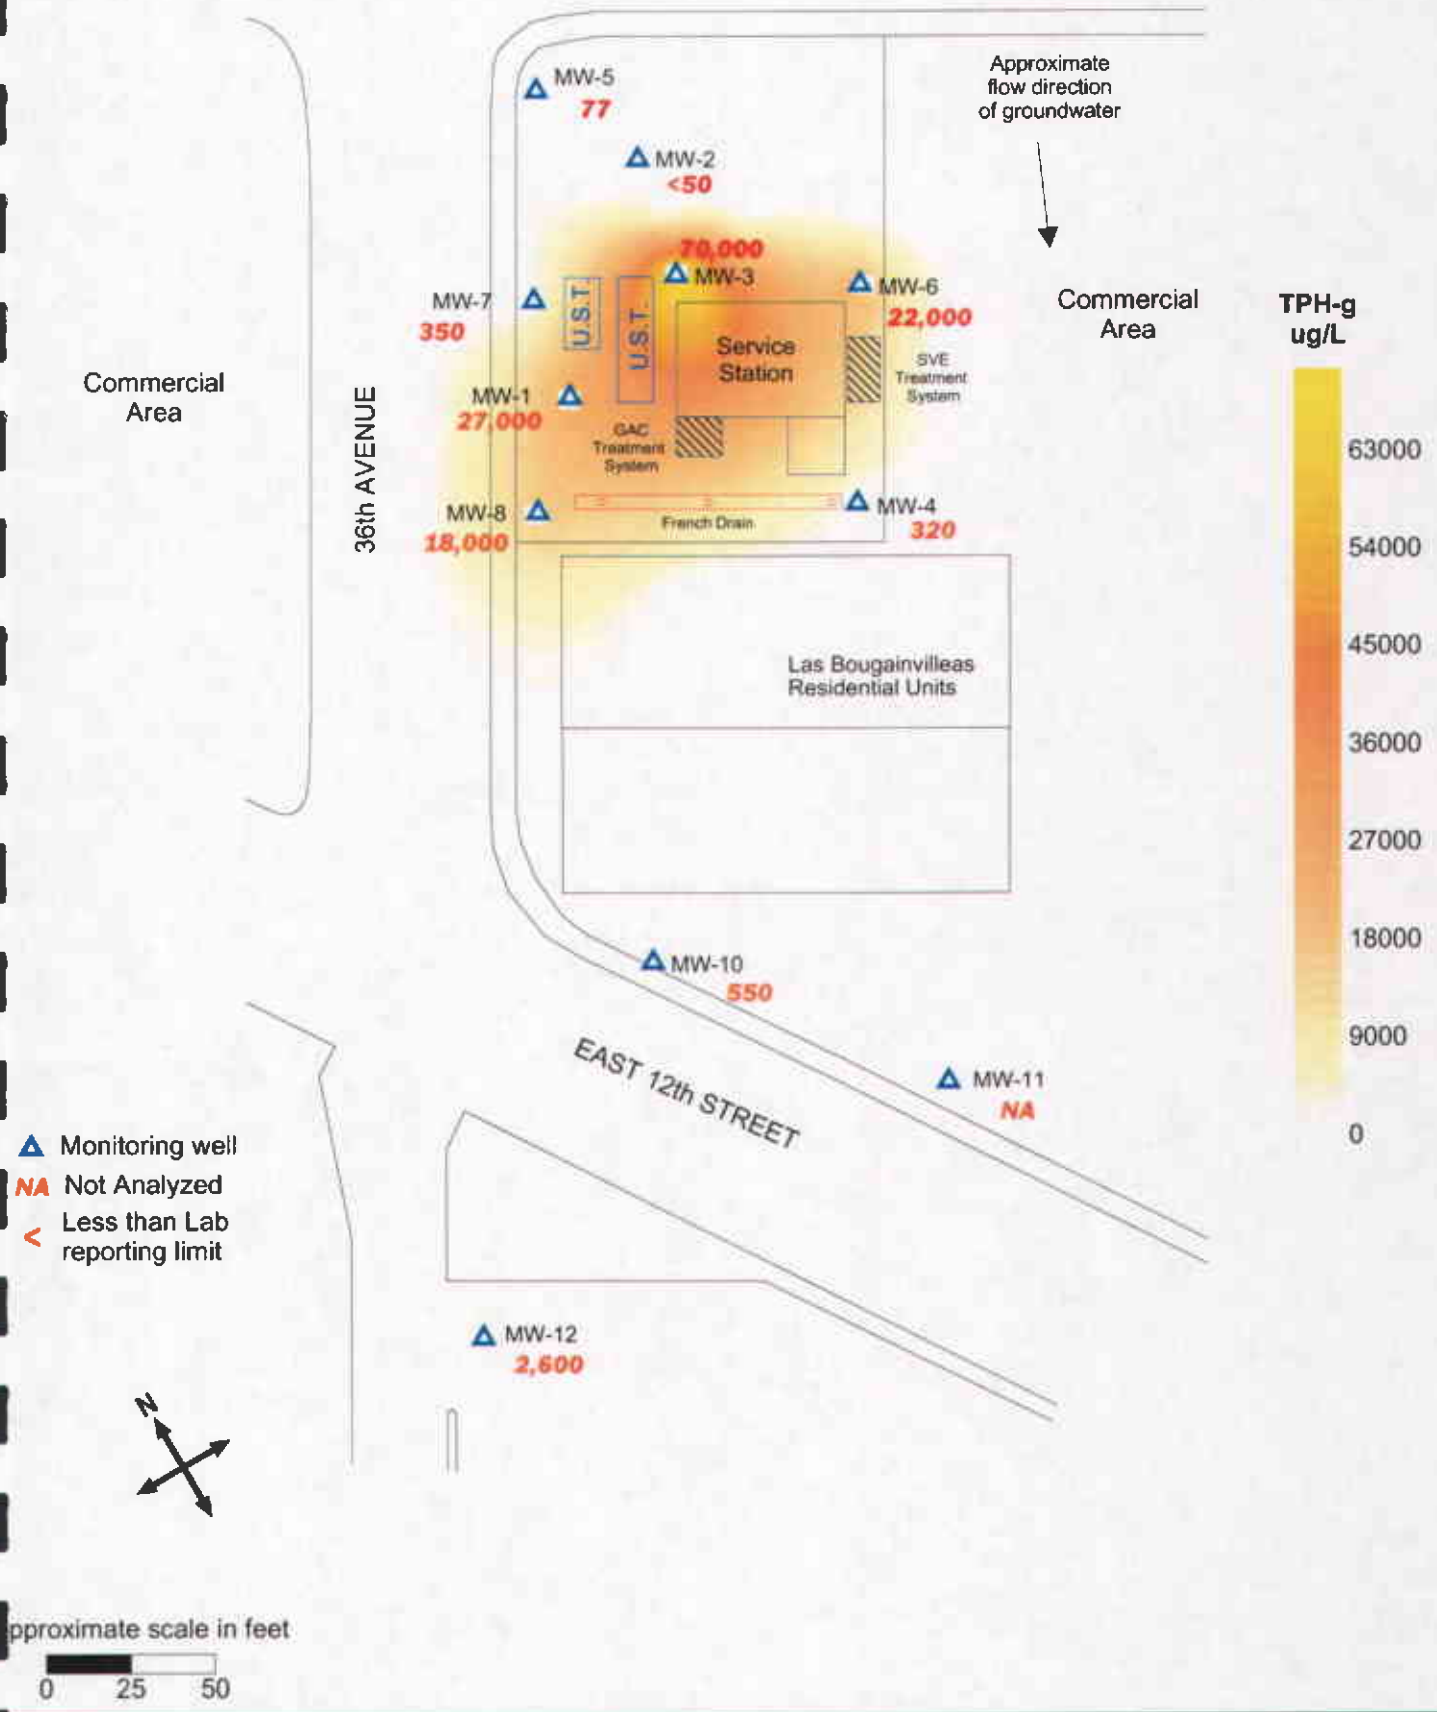 MW-5
77
Approximate
flow direction
of groundwater
MW-2
<50
70,000
MW-3
MW-6
22,000
MW-7
350
U.S.T.
U.S.T.
Commercial
Area
TPH-g
ug/L
Service
Station
SVE
Treatment
System
Commercial
Area
36th AVENUE
MW-1
27,000
GAC
Treatment
System
63000
MW-8
18,000
French Drain
MW-4
320
54000
Las Bougainvilleas
Residential Units
45000
36000
27000
18000
9000
0
MW-10
550
EAST 12th STREET
MW-11
NA
Monitoring well
NA Not Analyzed
< Less than Lab
reporting limit
MW-12
2,600
N
pproximate scale in feet
0 25 50